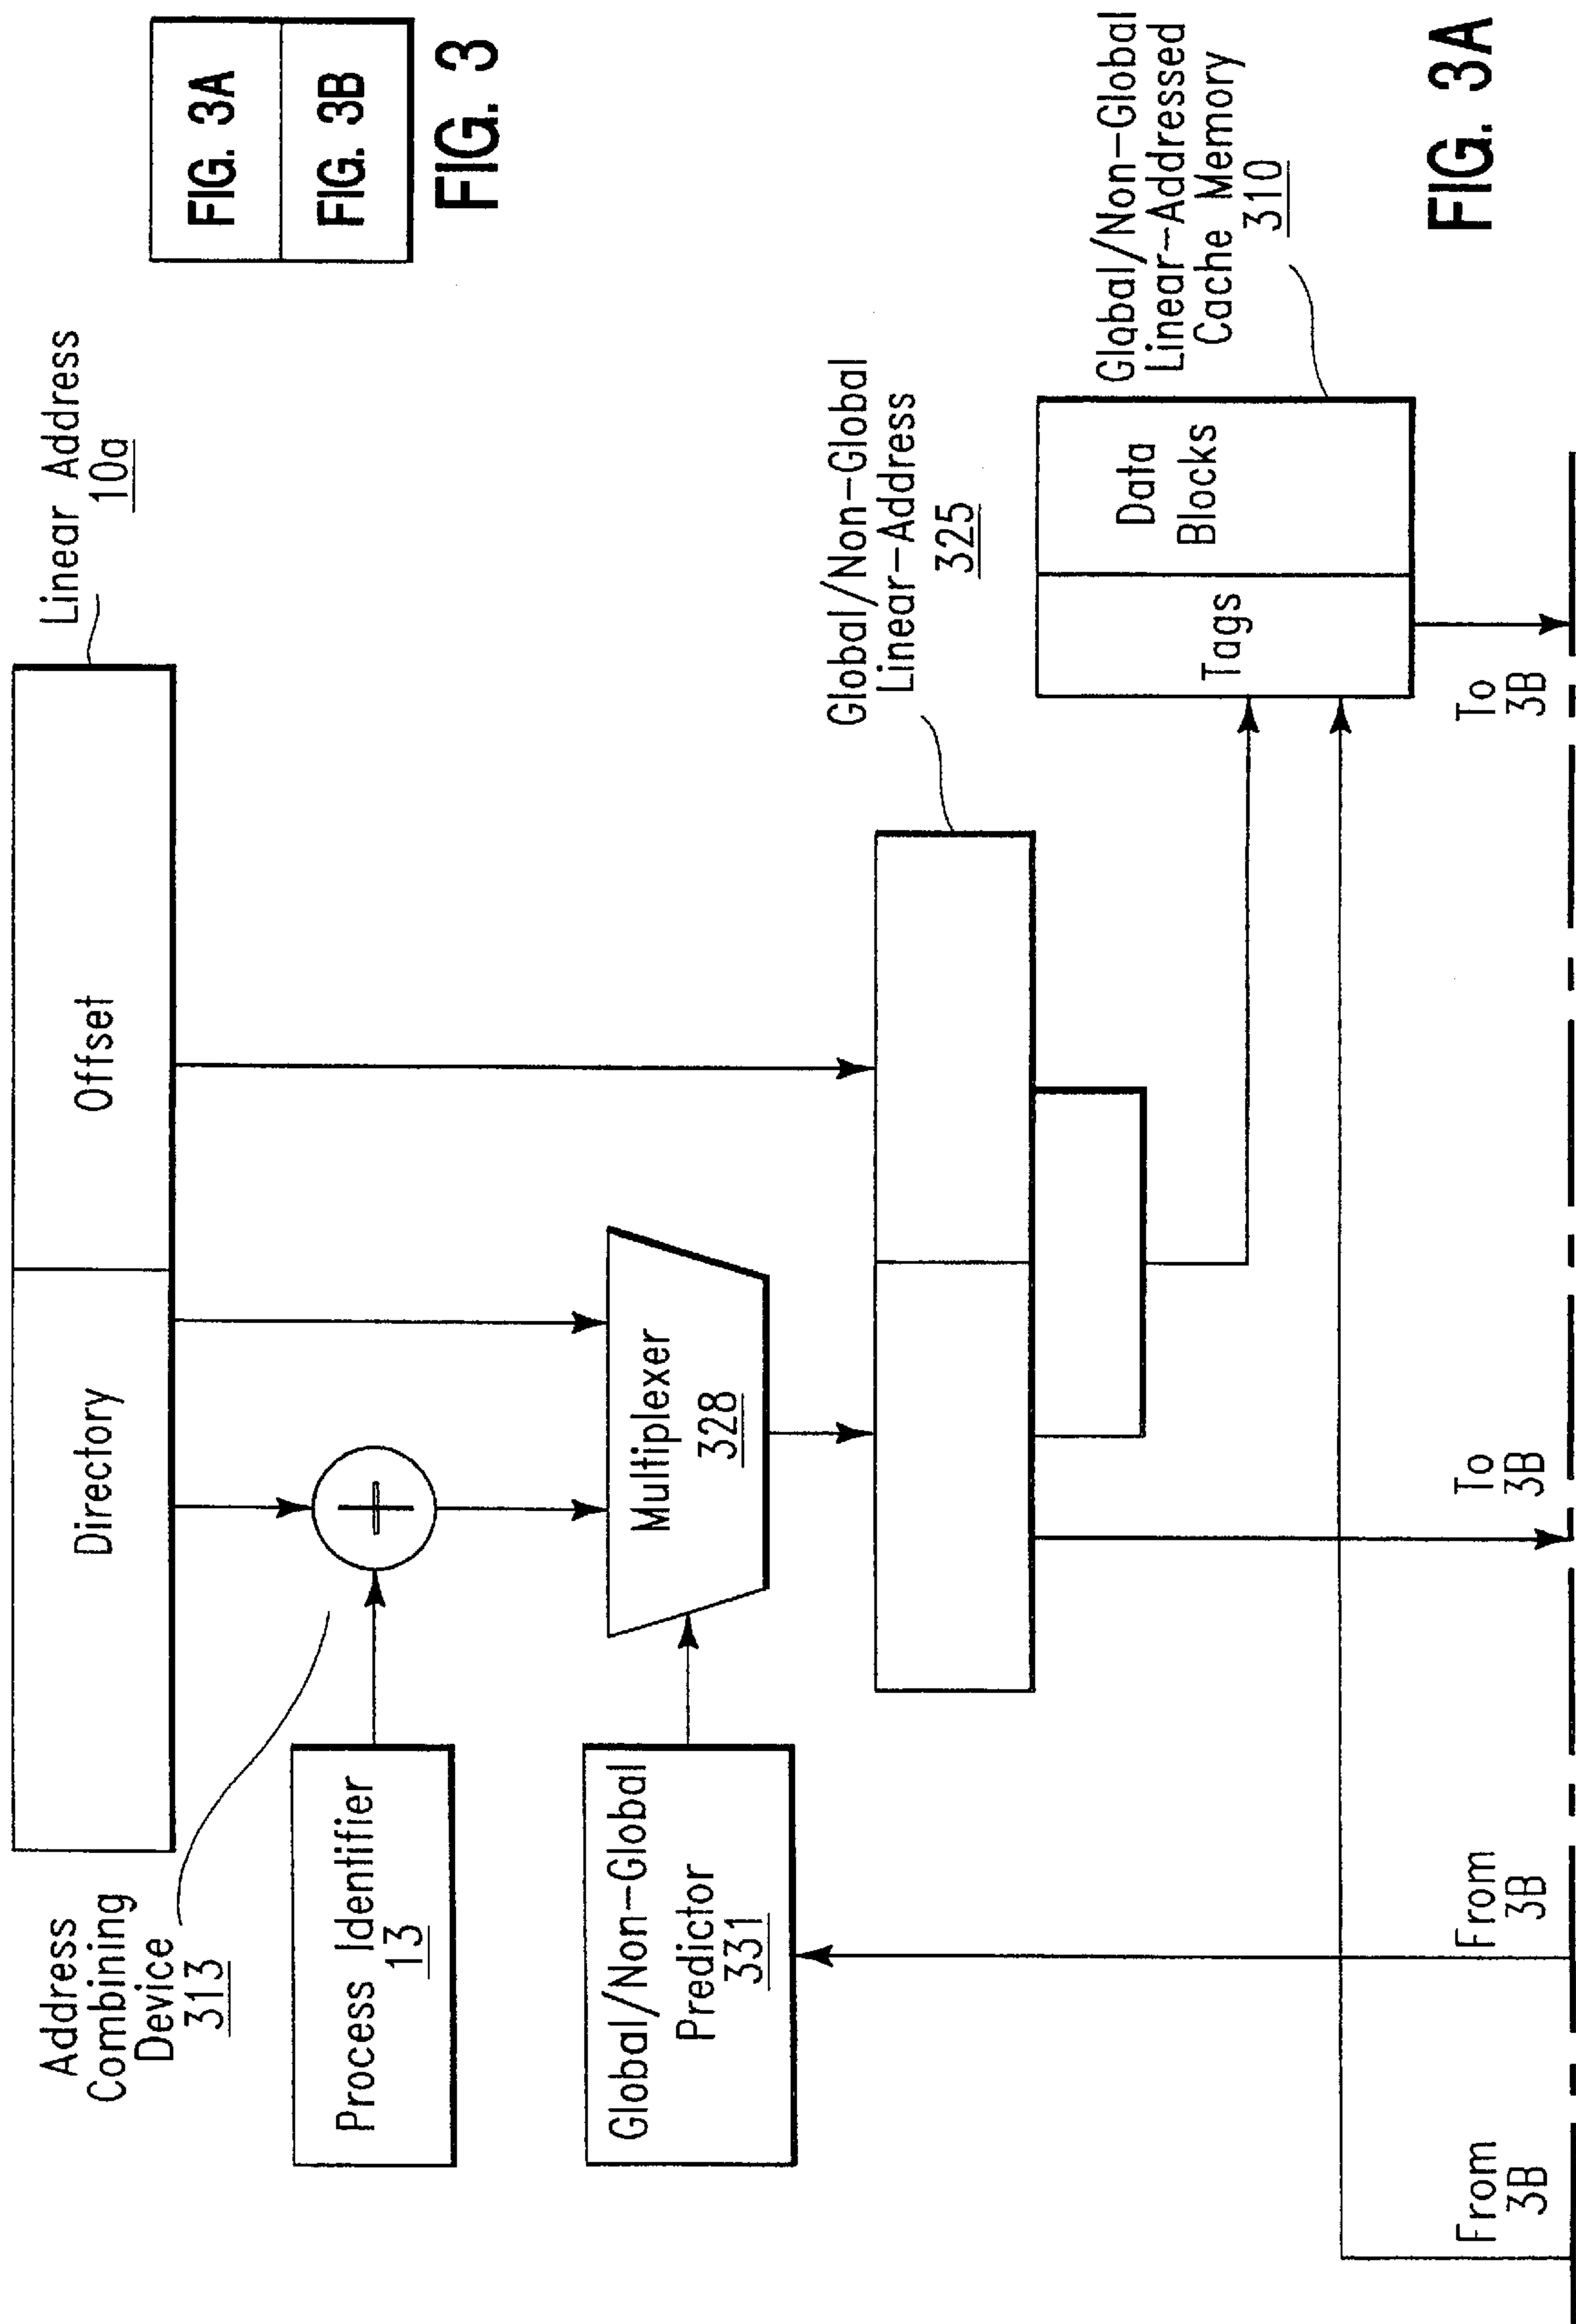 Linear Address
10a
Directory
Offset
FIG. 3A
FIG. 3B
FIG. 3
Address
Combining
Device
313
Process Identifier
13
Multiplexer
328
Global/Non-Global
Predictor
331
Global/Non-Global
Linear-Address
325
Tags
Data
Blocks
Global/Non-Global
Linear-Addressed
Cache Memory
310
From
3B
From
3B
To
3B
To
3B
FIG. 3A